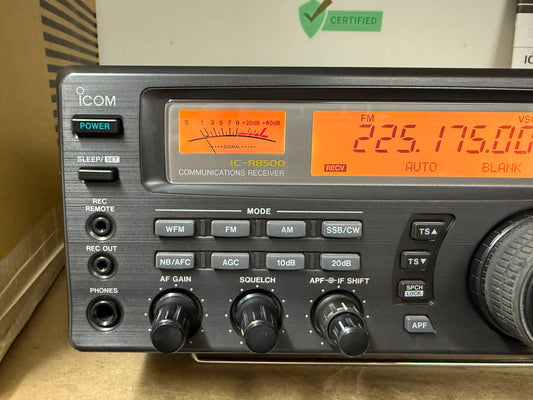 CERTIFIED
ICOM
POWER
SLEEP/SET
REC
REMOTE
REC OUT
PHONES
S 1 3 5 7 9 +20dB +60dB
SIGNAL
IC-R8500
COMMUNICATIONS RECEIVER
FM
225.175.00
RECV
AUTO
BLANK
MODE
WFM
FM
AM
SSB/CW
NB/AFC
AGC
10dB
20dB
AF GAIN
SQUELCH
APF IF SHIFT
TS▲
TS▼
SPCH
LOCK
APF